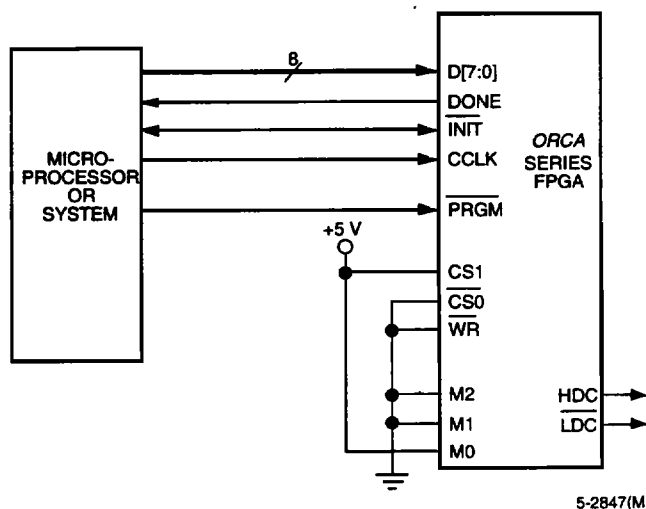 8
D[7:0]
DONE
INIT
CCLK
PRGM
MICRO-
PROCESSOR
OR
SYSTEM
ORCA
SERIES
FPGA
+5 V
CS1
CS0
WR
M2
M1
M0
HDC
LDC
5-2847(M